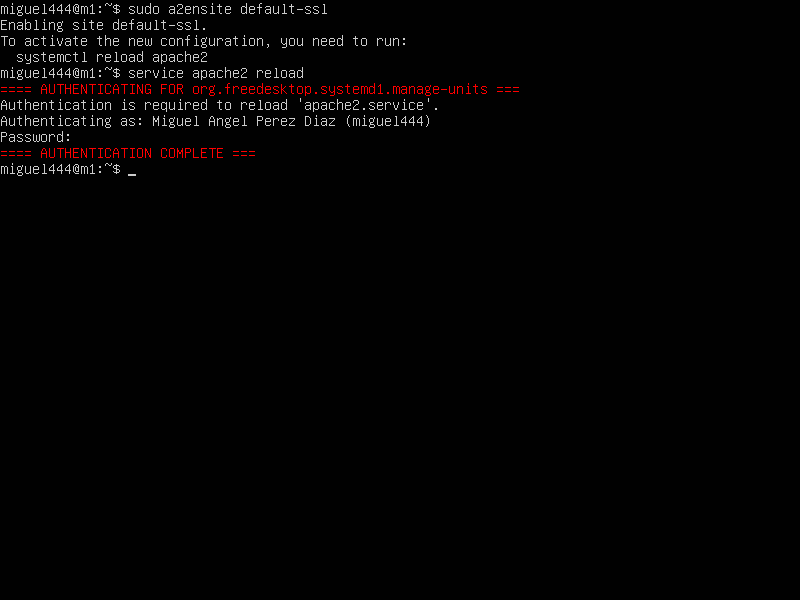 miguel444@m1:~$ sudo a2ensite default-ssl
Enabling site default-ssl.
To activate the new configuration, you need to run:
  systemctl reload apache2
miguel444@m1:~$ service apache2 reload
==== AUTHENTICATING FOR org.freedesktop.systemd1.manage-units ===
Authentication is required to reload 'apache2.service'.
Authenticating as: Miguel Angel Perez Diaz (miguel444)
Password:
==== AUTHENTICATION COMPLETE ===
miguel444@m1:~$ _